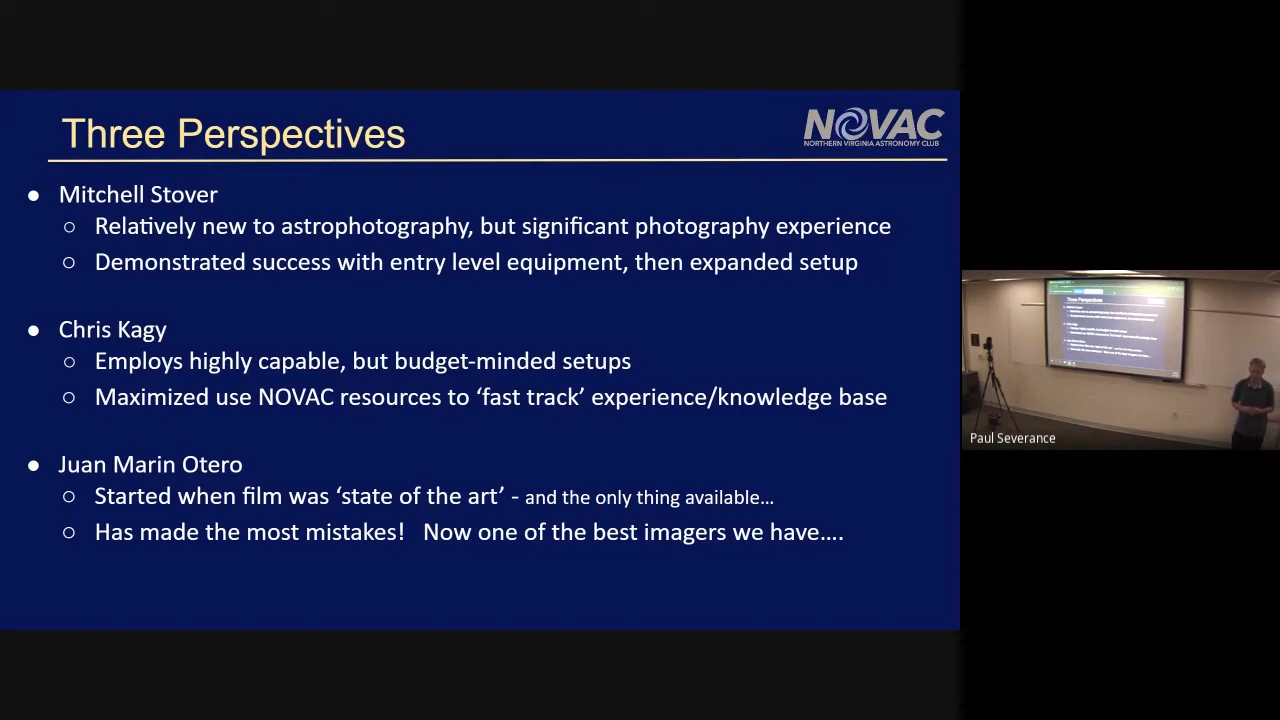 Three Perspectives
NOVAC
NORTHERN VIRGINIA ASTRONOMY CLUB
● Mitchell Stover
○ Relatively new to astrophotography, but significant photography experience
○ Demonstrated success with entry level equipment, then expanded setup
● Chris Kagy
○ Employs highly capable, but budget-minded setups
○ Maximized use NOVAC resources to ‘fast track’ experience/knowledge base
● Juan Marin Otero
○ Started when film was ‘state of the art’ - and the only thing available…
○ Has made the most mistakes!   Now one of the best imagers we have….
Three Perspectives
Paul Severance